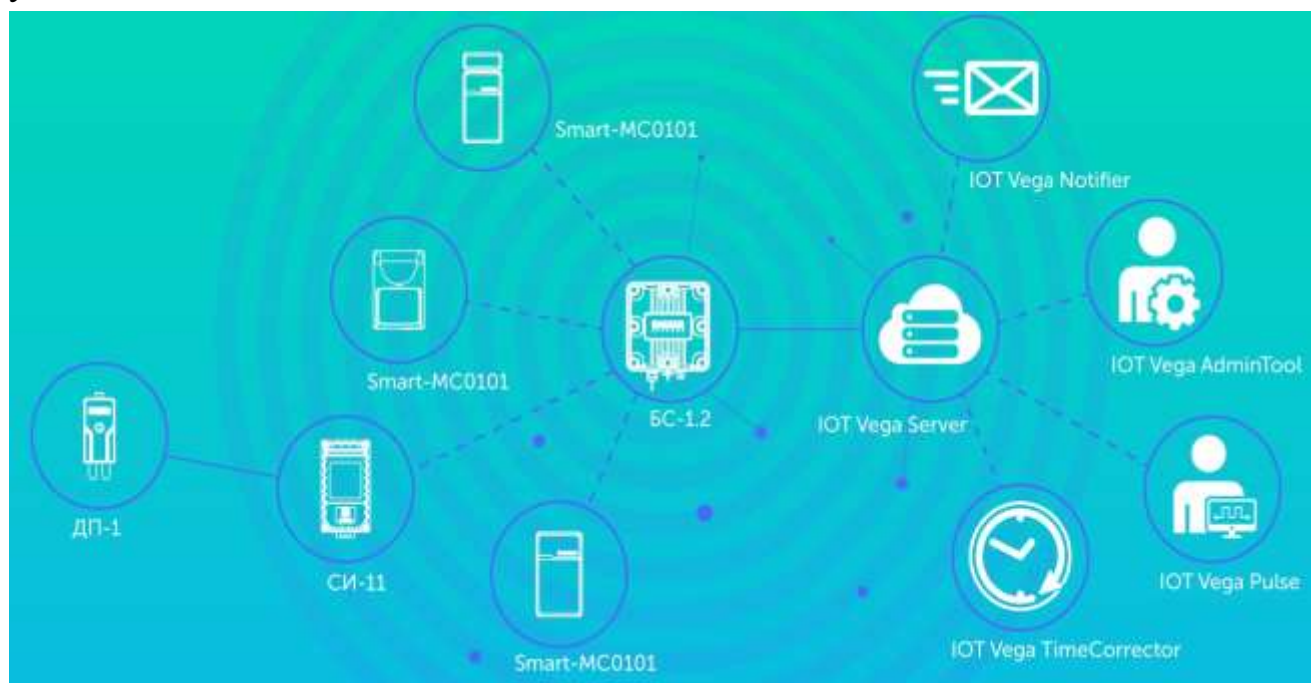 Smart-MC0101
IOT Vega Notifier
IOT Vega AdminTool
Smart-MC0101
БС-1.2
IOT Vega Server
ДП-1
СИ-11
IOT Vega Pulse
IOT Vega TimeCorrector
Smart-MC0101